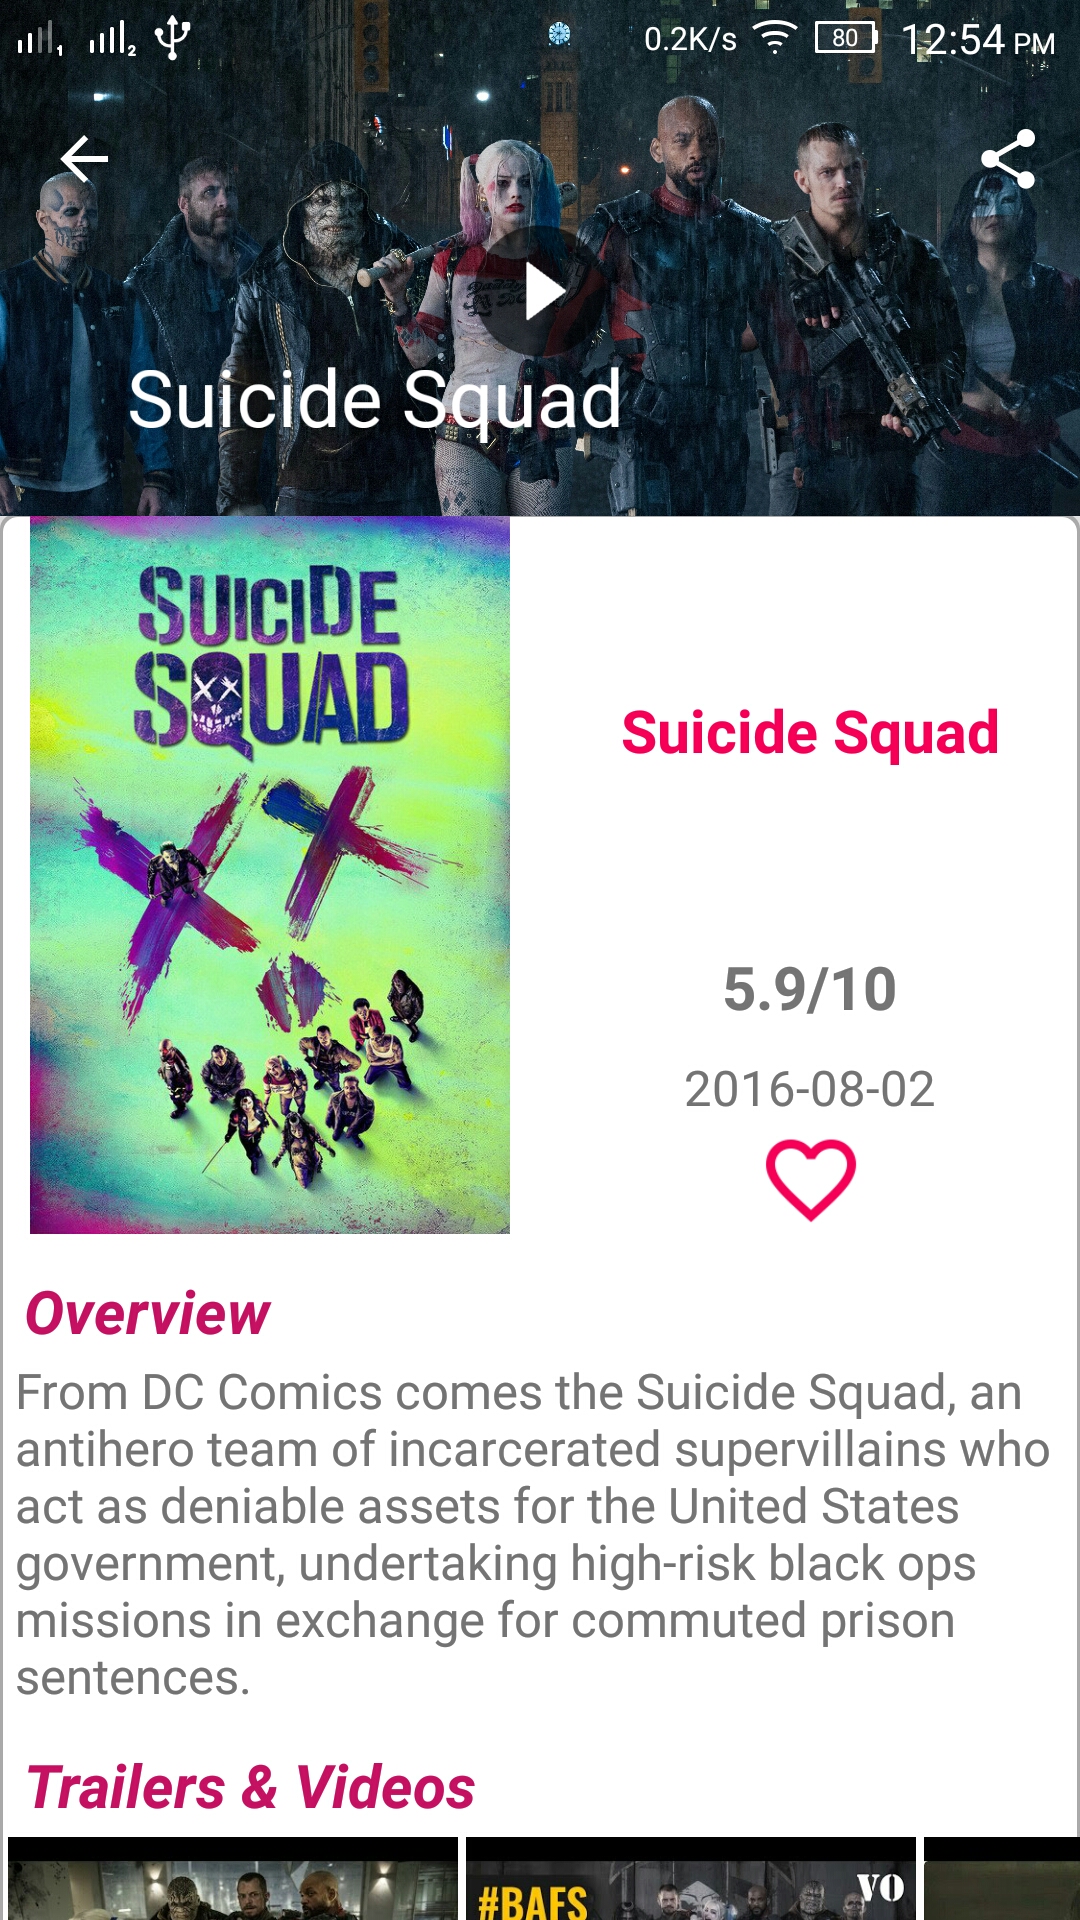 1 2 0.2K/s 80 12:54 PM
Suicide Squad
SUICIDE
SQUAD
Suicide Squad
5.9/10
2016-08-02
Overview
From DC Comics comes the Suicide Squad, an
antihero team of incarcerated supervillains who
act as deniable assets for the United States
government, undertaking high-risk black ops
missions in exchange for commuted prison
sentences.
Trailers & Videos
#BAFS VO